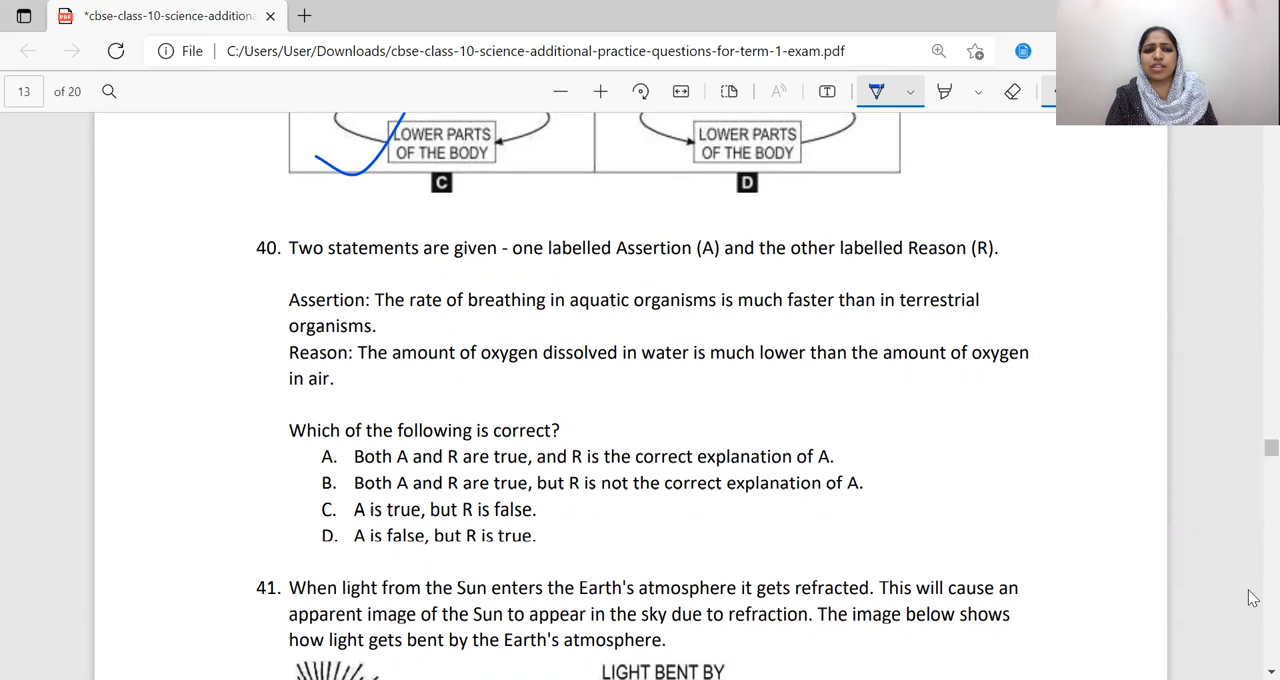 *cbse-class-10-science-additiona
File
C:/Users/User/Downloads/cbse-class-10-science-additional-practice-questions-for-term-1-exam.pdf
13 of 20
LOWER PARTS
OF THE BODY
LOWER PARTS
OF THE BODY
C
D
40. Two statements are given - one labelled Assertion (A) and the other labelled Reason (R).
Assertion: The rate of breathing in aquatic organisms is much faster than in terrestrial
organisms.
Reason: The amount of oxygen dissolved in water is much lower than the amount of oxygen
in air.
Which of the following is correct?
A. Both A and R are true, and R is the correct explanation of A.
B. Both A and R are true, but R is not the correct explanation of A.
C. A is true, but R is false.
D. A is false, but R is true.
41. When light from the Sun enters the Earth's atmosphere it gets refracted. This will cause an
apparent image of the Sun to appear in the sky due to refraction. The image below shows
how light gets bent by the Earth's atmosphere.
LIGHT BENT BY